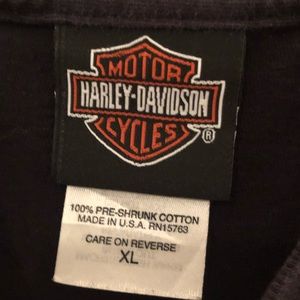 MOTOR
HARLEY-DAVIDSON
CYCLES ®
100% PRE-SHRUNK COTTON
MADE IN U.S.A. RN15763
CARE ON REVERSE
XL